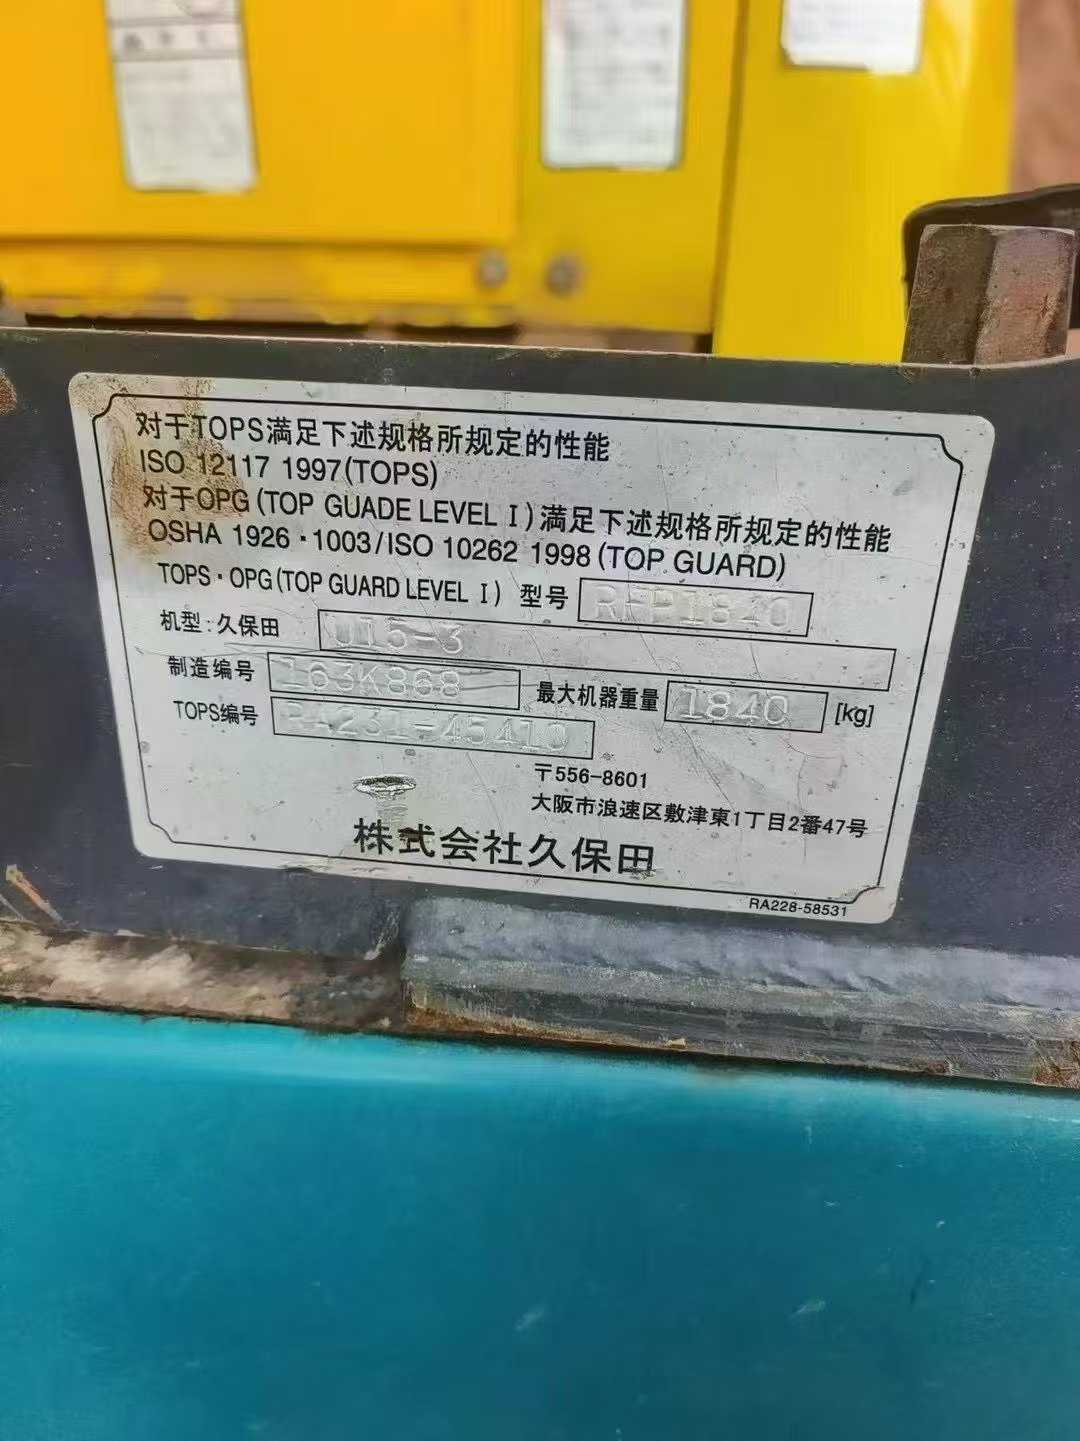 对于TOPS满足下述规格所规定的性能
ISO 12117 1997(TOPS)
对于OPG(TOP GUADE LEVEL I)满足下述规格所规定的性能
OSHA 1926・1003/ISO 10262 1998(TOP GUARD)
TOPS・OPG(TOP GUARD LEVEL I) 型号 RFP1840
机型:久保田 U15-3
制造编号 163K868 最大机器重量 1840 [kg]
TOPS编号 RA231-45410
〒556-8601
大阪市浪速区敷津東1丁目2番47号
株式会社久保田
RA228-58531